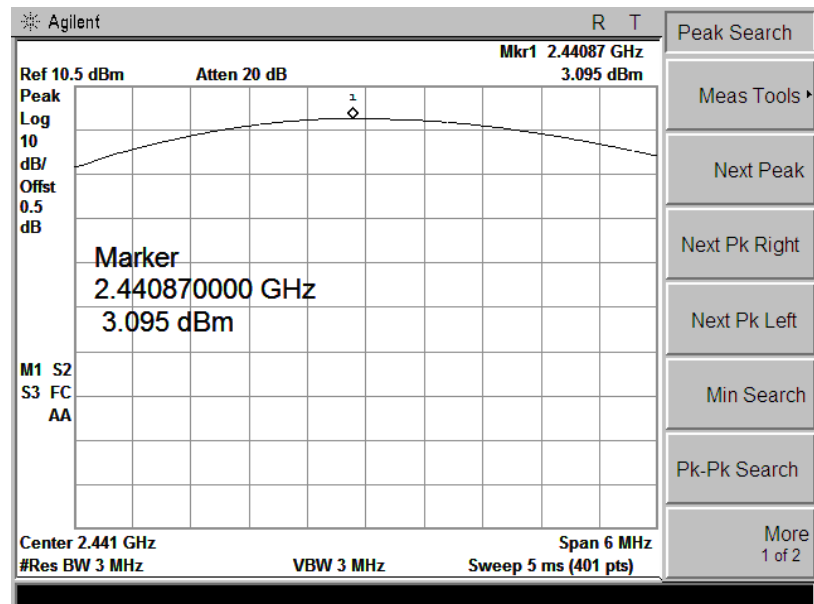 Agilent R T
Mkr1 2.44087 GHz
Ref 10.5 dBm Atten 20 dB 3.095 dBm
Peak
Log
10
dB/
Offst
0.5
dB
1
Marker
2.440870000 GHz
3.095 dBm
M1 S2
S3 FC
AA
Center 2.441 GHz Span 6 MHz
#Res BW 3 MHz VBW 3 MHz Sweep 5 ms (401 pts)
Peak Search
Meas Tools
Next Peak
Next Pk Right
Next Pk Left
Min Search
Pk-Pk Search
More
1 of 2